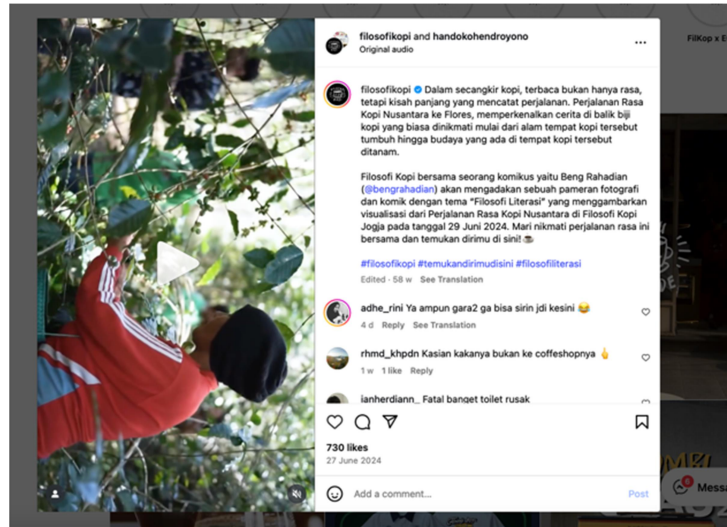 filosofikopi and handokohendroyono
Original audio
filosofikopi Dalam secangkir kopi, terbaca bukan hanya rasa,
tetapi kisah panjang yang mencatat perjalanan. Perjalanan Rasa
Kopi Nusantara ke Flores, memperkenalkan cerita di balik biji
kopi yang biasa dinikmati mulai dari alam tempat kopi tersebut
tumbuh hingga budaya yang ada di tempat kopi tersebut
ditanam.
Filosofi Kopi bersama seorang komikus yaitu Beng Rahadian
(@bengrahadian) akan mengadakan sebuah pameran fotografi
dan komik dengan tema “Filosofi Literasi” yang menggambarkan
visualisasi dari Perjalanan Rasa Kopi Nusantara di Filosofi Kopi
Jogja pada tanggal 29 Juni 2024. Mari nikmati perjalanan rasa ini
bersama dan temukan dirimu di sini! ☕
#filosofikopi #temukandirimudisini #filosofiliterasi
Edited · 58 w See Translation
adhe_rini Ya ampun gara2 ga bisa sirin jdi kesini 😂
4 d Reply See Translation
rhmd_khpdn Kasian kakanya bukan ke coffeshopnya 👆
1 w 1 like Reply
ianherdiann_ Fatal banget toilet rusak
730 likes
27 June 2024
Add a comment...
Post
FilKop x
Messa